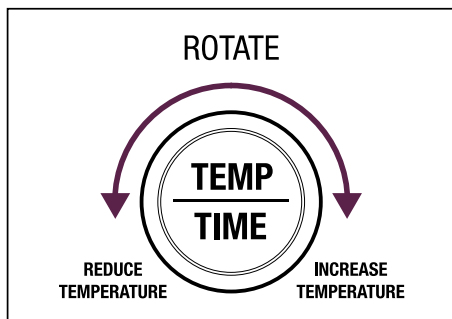 ROTATE
TEMP
TIME
REDUCE
TEMPERATURE
INCREASE
TEMPERATURE